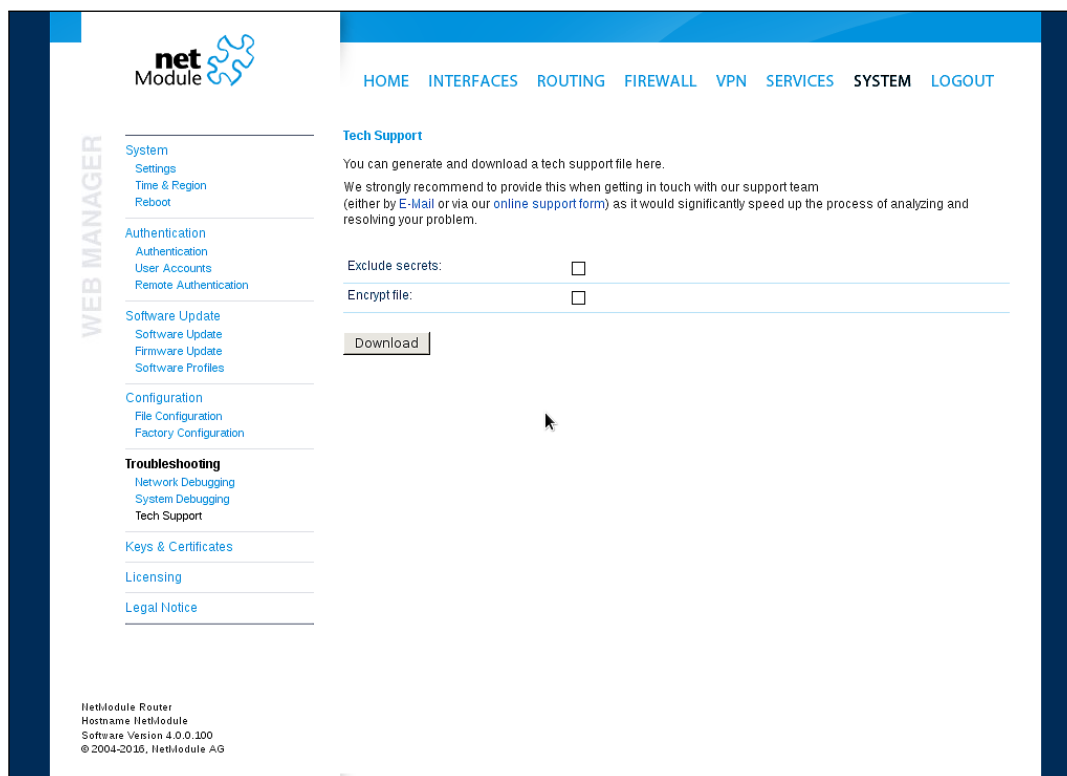 net
Module
HOME INTERFACES ROUTING FIREWALL VPN SERVICES SYSTEM LOGOUT
WEB MANAGER
System
Settings
Time & Region
Reboot
Authentication
Authentication
User Accounts
Remote Authentication
Software Update
Software Update
Firmware Update
Software Profiles
Configuration
File Configuration
Factory Configuration
Troubleshooting
Network Debugging
System Debugging
Tech Support
Keys & Certificates
Licensing
Legal Notice
Tech Support
You can generate and download a tech support file here.
We strongly recommend to provide this when getting in touch with our support team
(either by E-Mail or via our online support form) as it would significantly speed up the process of analyzing and
resolving your problem.
Exclude secrets:
Encrypt file:
Download
NetModule Router
Hostname NetModule
Software Version 4.0.0.100
© 2004-2016, NetModule AG